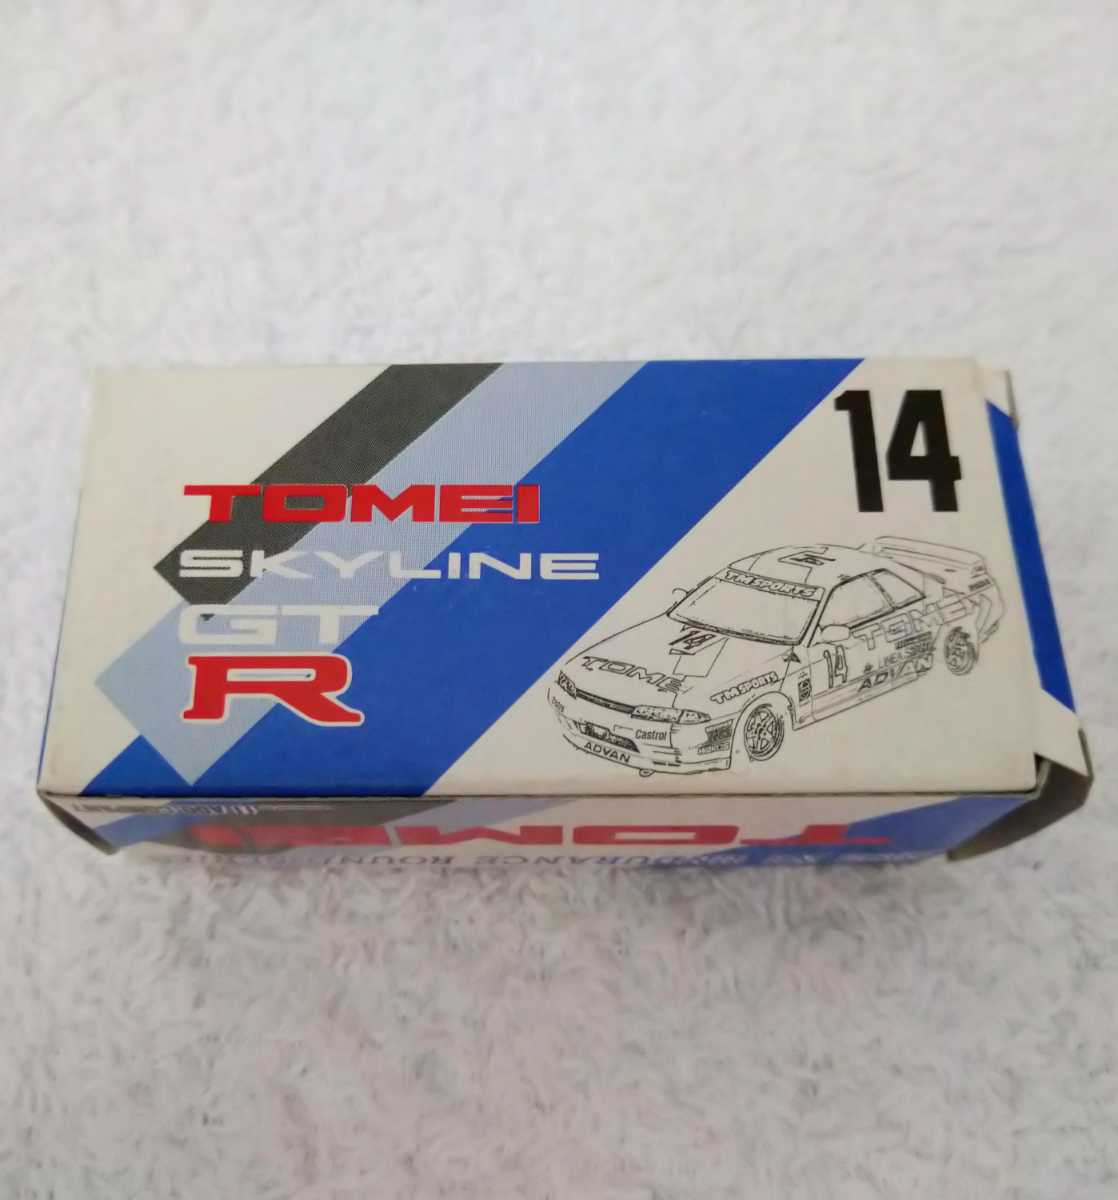 14
TOMEI
SKYLINE
GT
R
TM SPORTS
14
TOMEI
TOMEI
TM SPORTS
14
ADVAN
Castrol
ADVAN
TOMEI
ENDURANCE ROUND